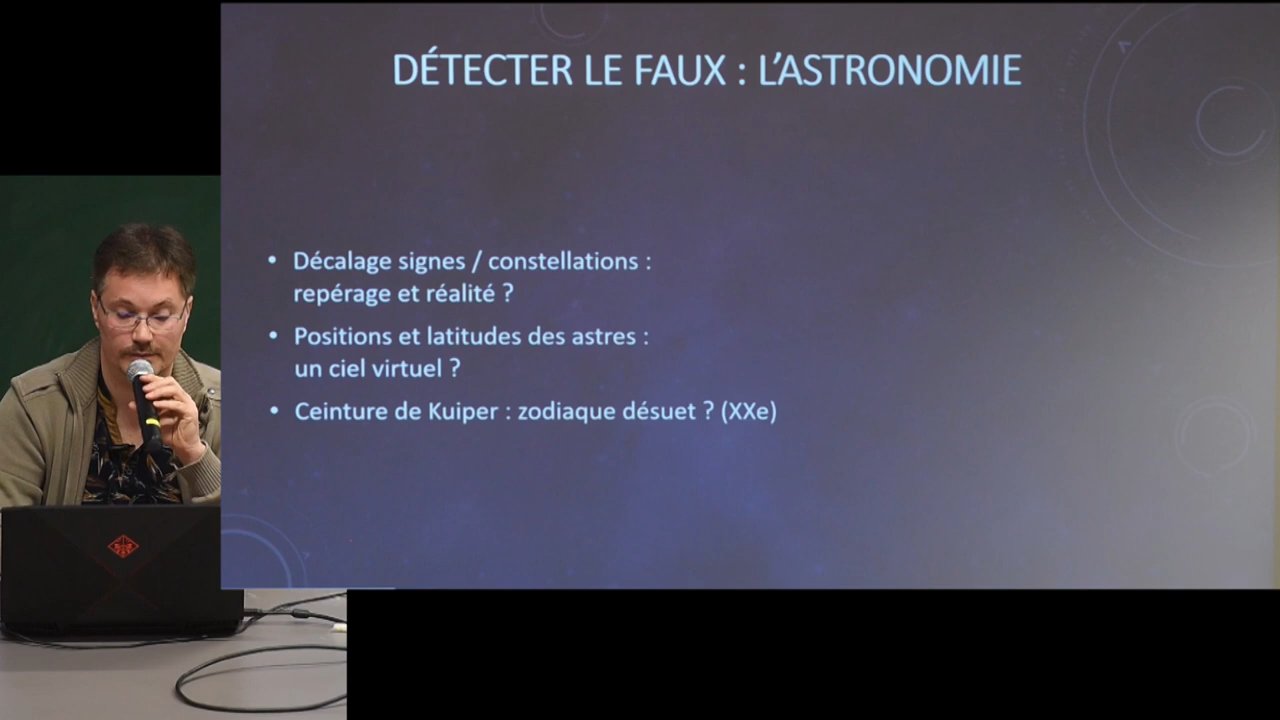 DÉTECTER LE FAUX : L'ASTRONOMIE
• Décalage signes / constellations :
repérage et réalité ?
• Positions et latitudes des astres :
un ciel virtuel ?
• Ceinture de Kuiper : zodiaque désuet ? (XXe)